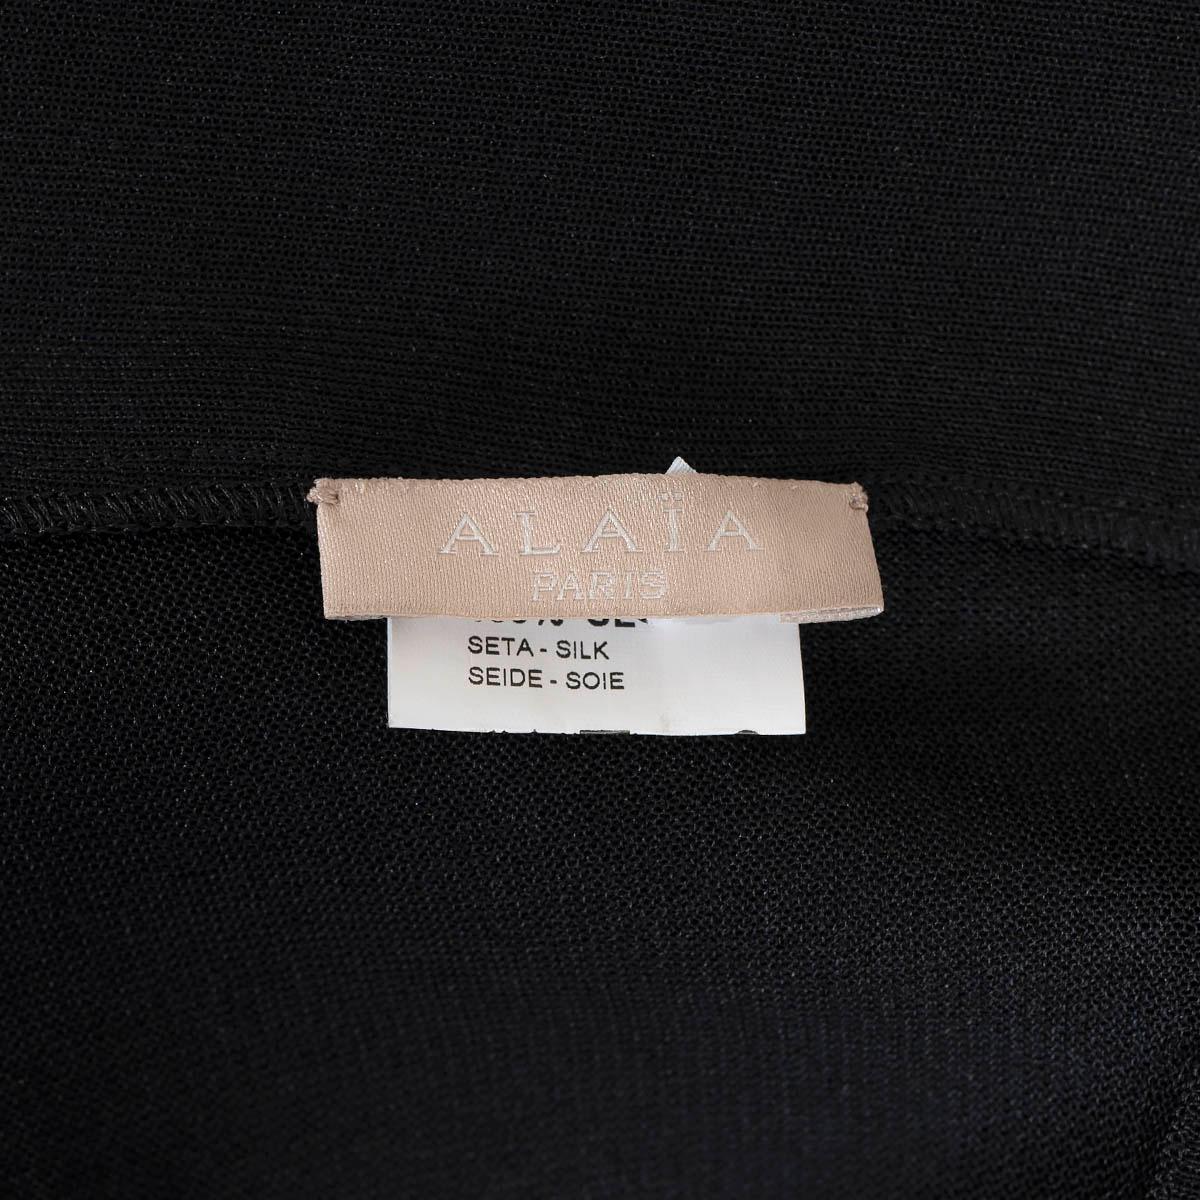 ALAÏA
PARIS
SETA - SILK
SEIDE - SOIE